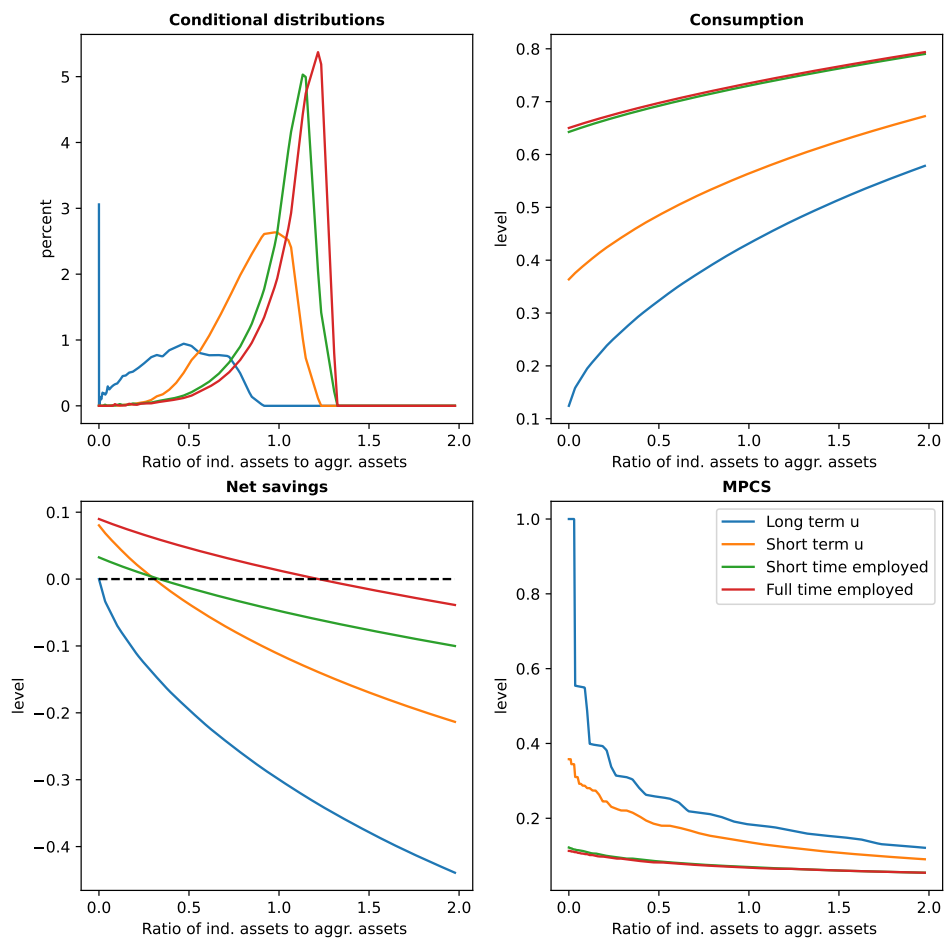 Conditional distributions
percent
5
4
3
2
1
0
0.0 0.5 1.0 1.5 2.0
Ratio of ind. assets to aggr. assets
Consumption
level
0.8
0.7
0.6
0.5
0.4
0.3
0.2
0.1
0.0 0.5 1.0 1.5 2.0
Ratio of ind. assets to aggr. assets
Net savings
level
0.1
0.0
−0.1
−0.2
−0.3
−0.4
0.0 0.5 1.0 1.5 2.0
Ratio of ind. assets to aggr. assets
MPCS
level
1.0
0.8
0.6
0.4
0.2
Long term u
Short term u
Short time employed
Full time employed
0.0 0.5 1.0 1.5 2.0
Ratio of ind. assets to aggr. assets